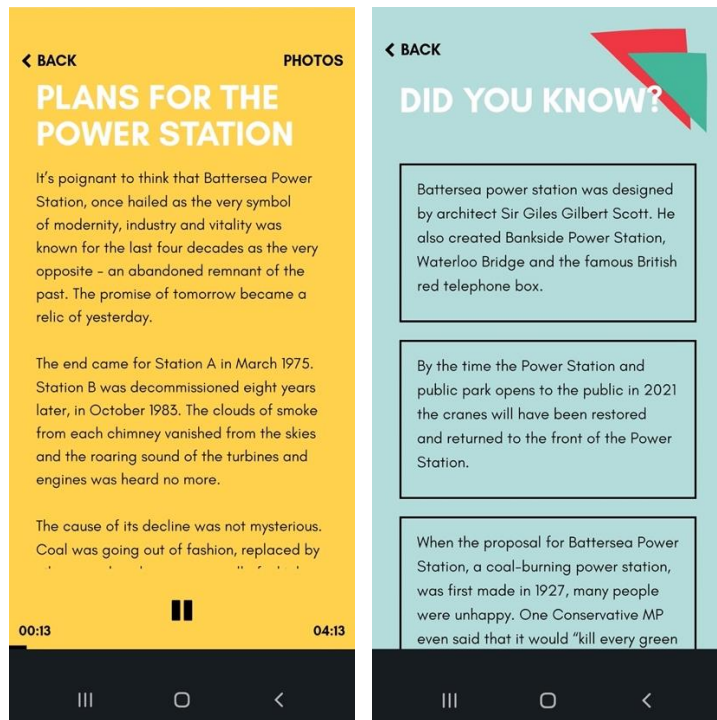 BACK
PHOTOS
PLANS FOR THE
POWER STATION
It's poignant to think that Battersea Power
Station, once hailed as the very symbol
of modernity, industry and vitality was
known for the last four decades as the very
opposite - an abandoned remnant of the
past. The promise of tomorrow became a
relic of yesterday.
The end came for Station A in March 1975.
Station B was decommissioned eight years
later, in October 1983. The clouds of smoke
from each chimney vanished from the skies
and the roaring sound of the turbines and
engines was heard no more.
The cause of its decline was not mysterious.
Coal was going out of fashion, replaced by
00:13
04:13
BACK
DID YOU KNOW?
Battersea power station was designed
by architect Sir Giles Gilbert Scott. He
also created Bankside Power Station,
Waterloo Bridge and the famous British
red telephone box.
By the time the Power Station and
public park opens to the public in 2021
the cranes will have been restored
and returned to the front of the Power
Station.
When the proposal for Battersea Power
Station, a coal-burning power station,
was first made in 1927, many people
were unhappy. One Conservative MP
even said that it would “kill every green